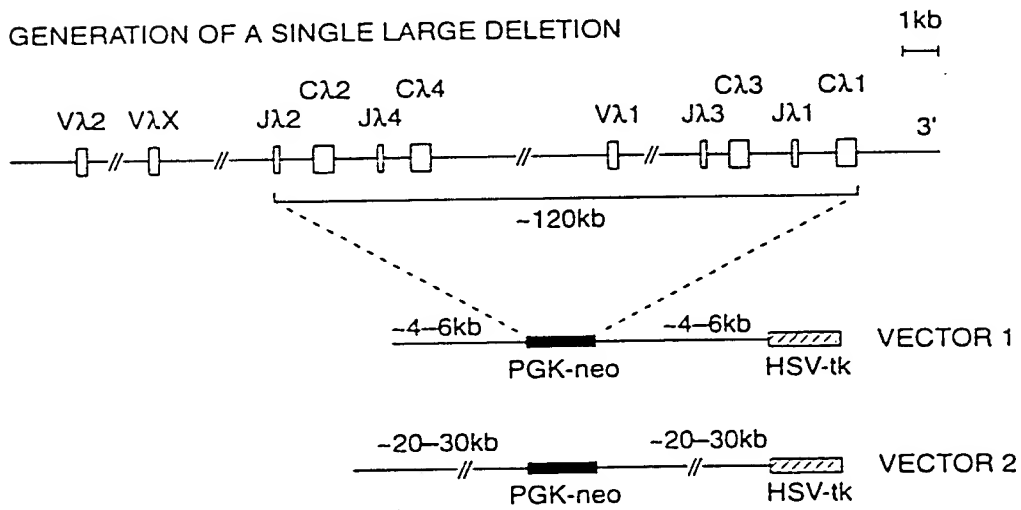 GENERATION OF A SINGLE LARGE DELETION
1kb
Vλ2 VλX Jλ2 Cλ2 Jλ4 Cλ4 Vλ1 Jλ3 Cλ3 Jλ1 Cλ1 3'
~120kb
~4–6kb ~4–6kb VECTOR 1
PGK-neo HSV-tk
~20–30kb ~20–30kb VECTOR 2
PGK-neo HSV-tk